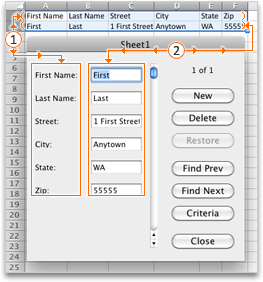 A B C D E F
1 First Name Last Name Street City State Zip
First Last 1 First Street Anytown WA 55555
1 2
Sheet1
5
6
7 First Name: First 1 of 1
8
9 Last Name: Last New
10
11 Street: 1 First Street Delete
12
13 City: Anytown Restore
14
15 State: WA Find Prev
16
17 Zip: 55555 Find Next
18
19 Criteria
20
21 Close
22
23
24
25